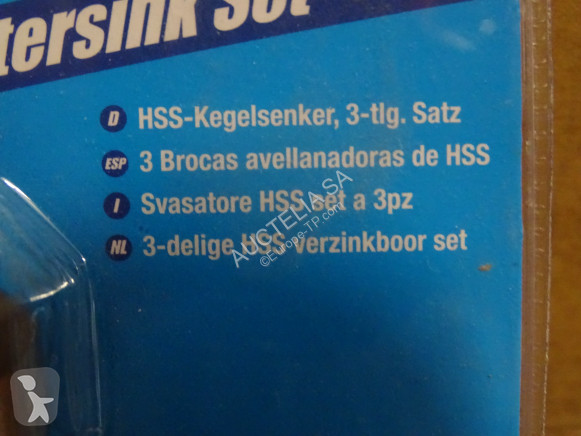 tersink Set
D HSS-Kegelsenker, 3-tlg. Satz
ESP 3 Brocas avellanadoras de HSS
I Svasatore HSS set a 3pz
NL 3-delige HSS verzinkboor set
AUCTELIA SA
©Europe-TP.com